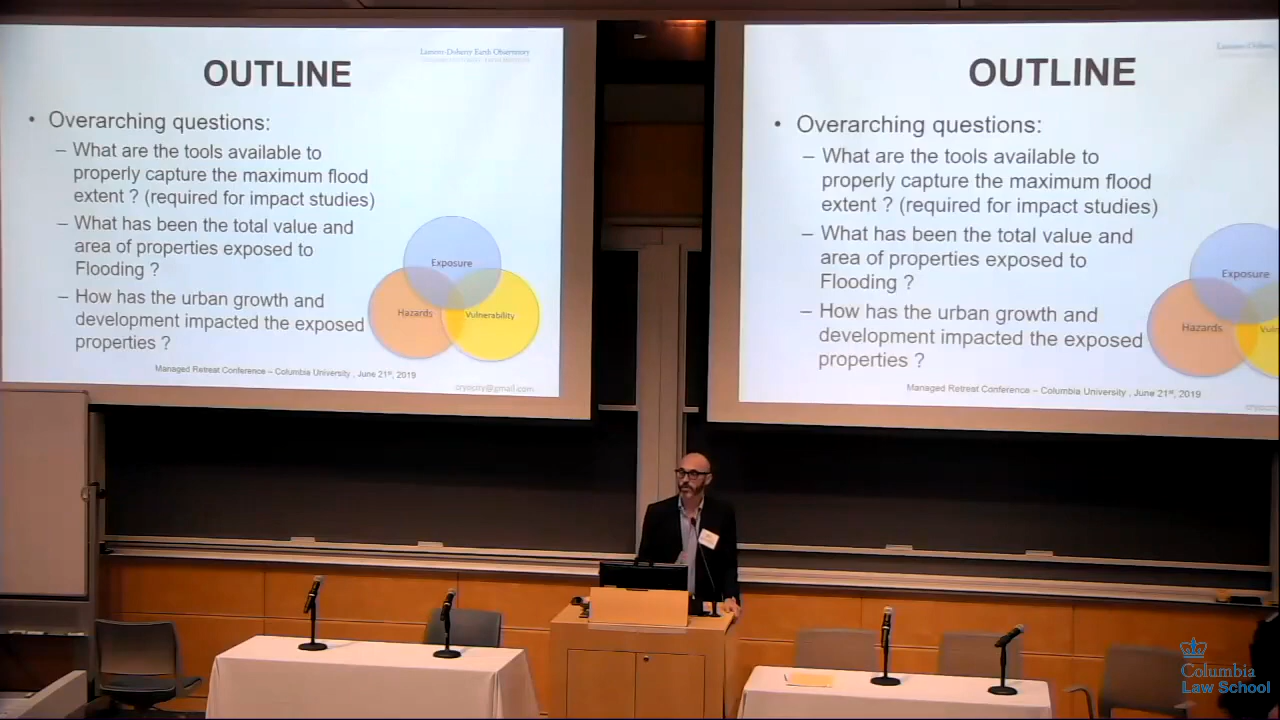 Lamont-Doherty Earth Observatory
OUTLINE
• Overarching questions:
– What are the tools available to
properly capture the maximum flood
extent ? (required for impact studies)
– What has been the total value and
area of properties exposed to
Flooding ?
– How has the urban growth and
development impacted the exposed
properties ?
Exposure
Hazards
Vulnerability
Managed Retreat Conference – Columbia University , June 21st, 2019
cryocity@gmail.com
OUTLINE
• Overarching questions:
– What are the tools available to
properly capture the maximum flood
extent ? (required for impact studies)
– What has been the total value and
area of properties exposed to
Flooding ?
– How has the urban growth and
development impacted the exposed
properties ?
Exposure
Hazards
Managed Retreat Conference – Columbia University , June 21st, 2019
Columbia
Law School